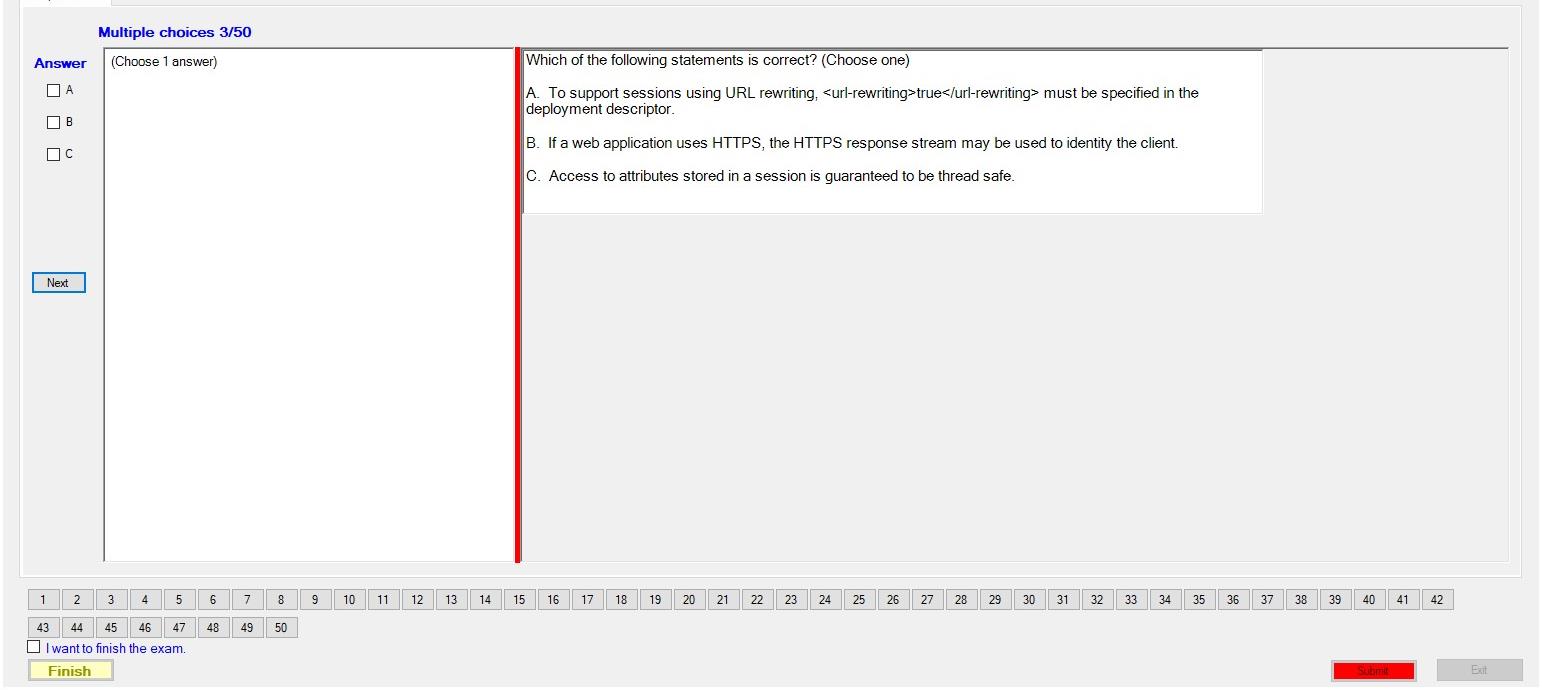 Multiple choices 3/50
Answer
A
B
C
Next
(Choose 1 answer)
Which of the following statements is correct? (Choose one)
A. To support sessions using URL rewriting, <url-rewriting>true</url-rewriting> must be specified in the
deployment descriptor.
B. If a web application uses HTTPS, the HTTPS response stream may be used to identity the client.
C. Access to attributes stored in a session is guaranteed to be thread safe.
1 2 3 4 5 6 7 8 9 10 11 12 13 14 15 16 17 18 19 20 21 22 23 24 25 26 27 28 29 30 31 32 33 34 35 36 37 38 39 40 41 42
43 44 45 46 47 48 49 50
I want to finish the exam.
Finish
Submit
Exit